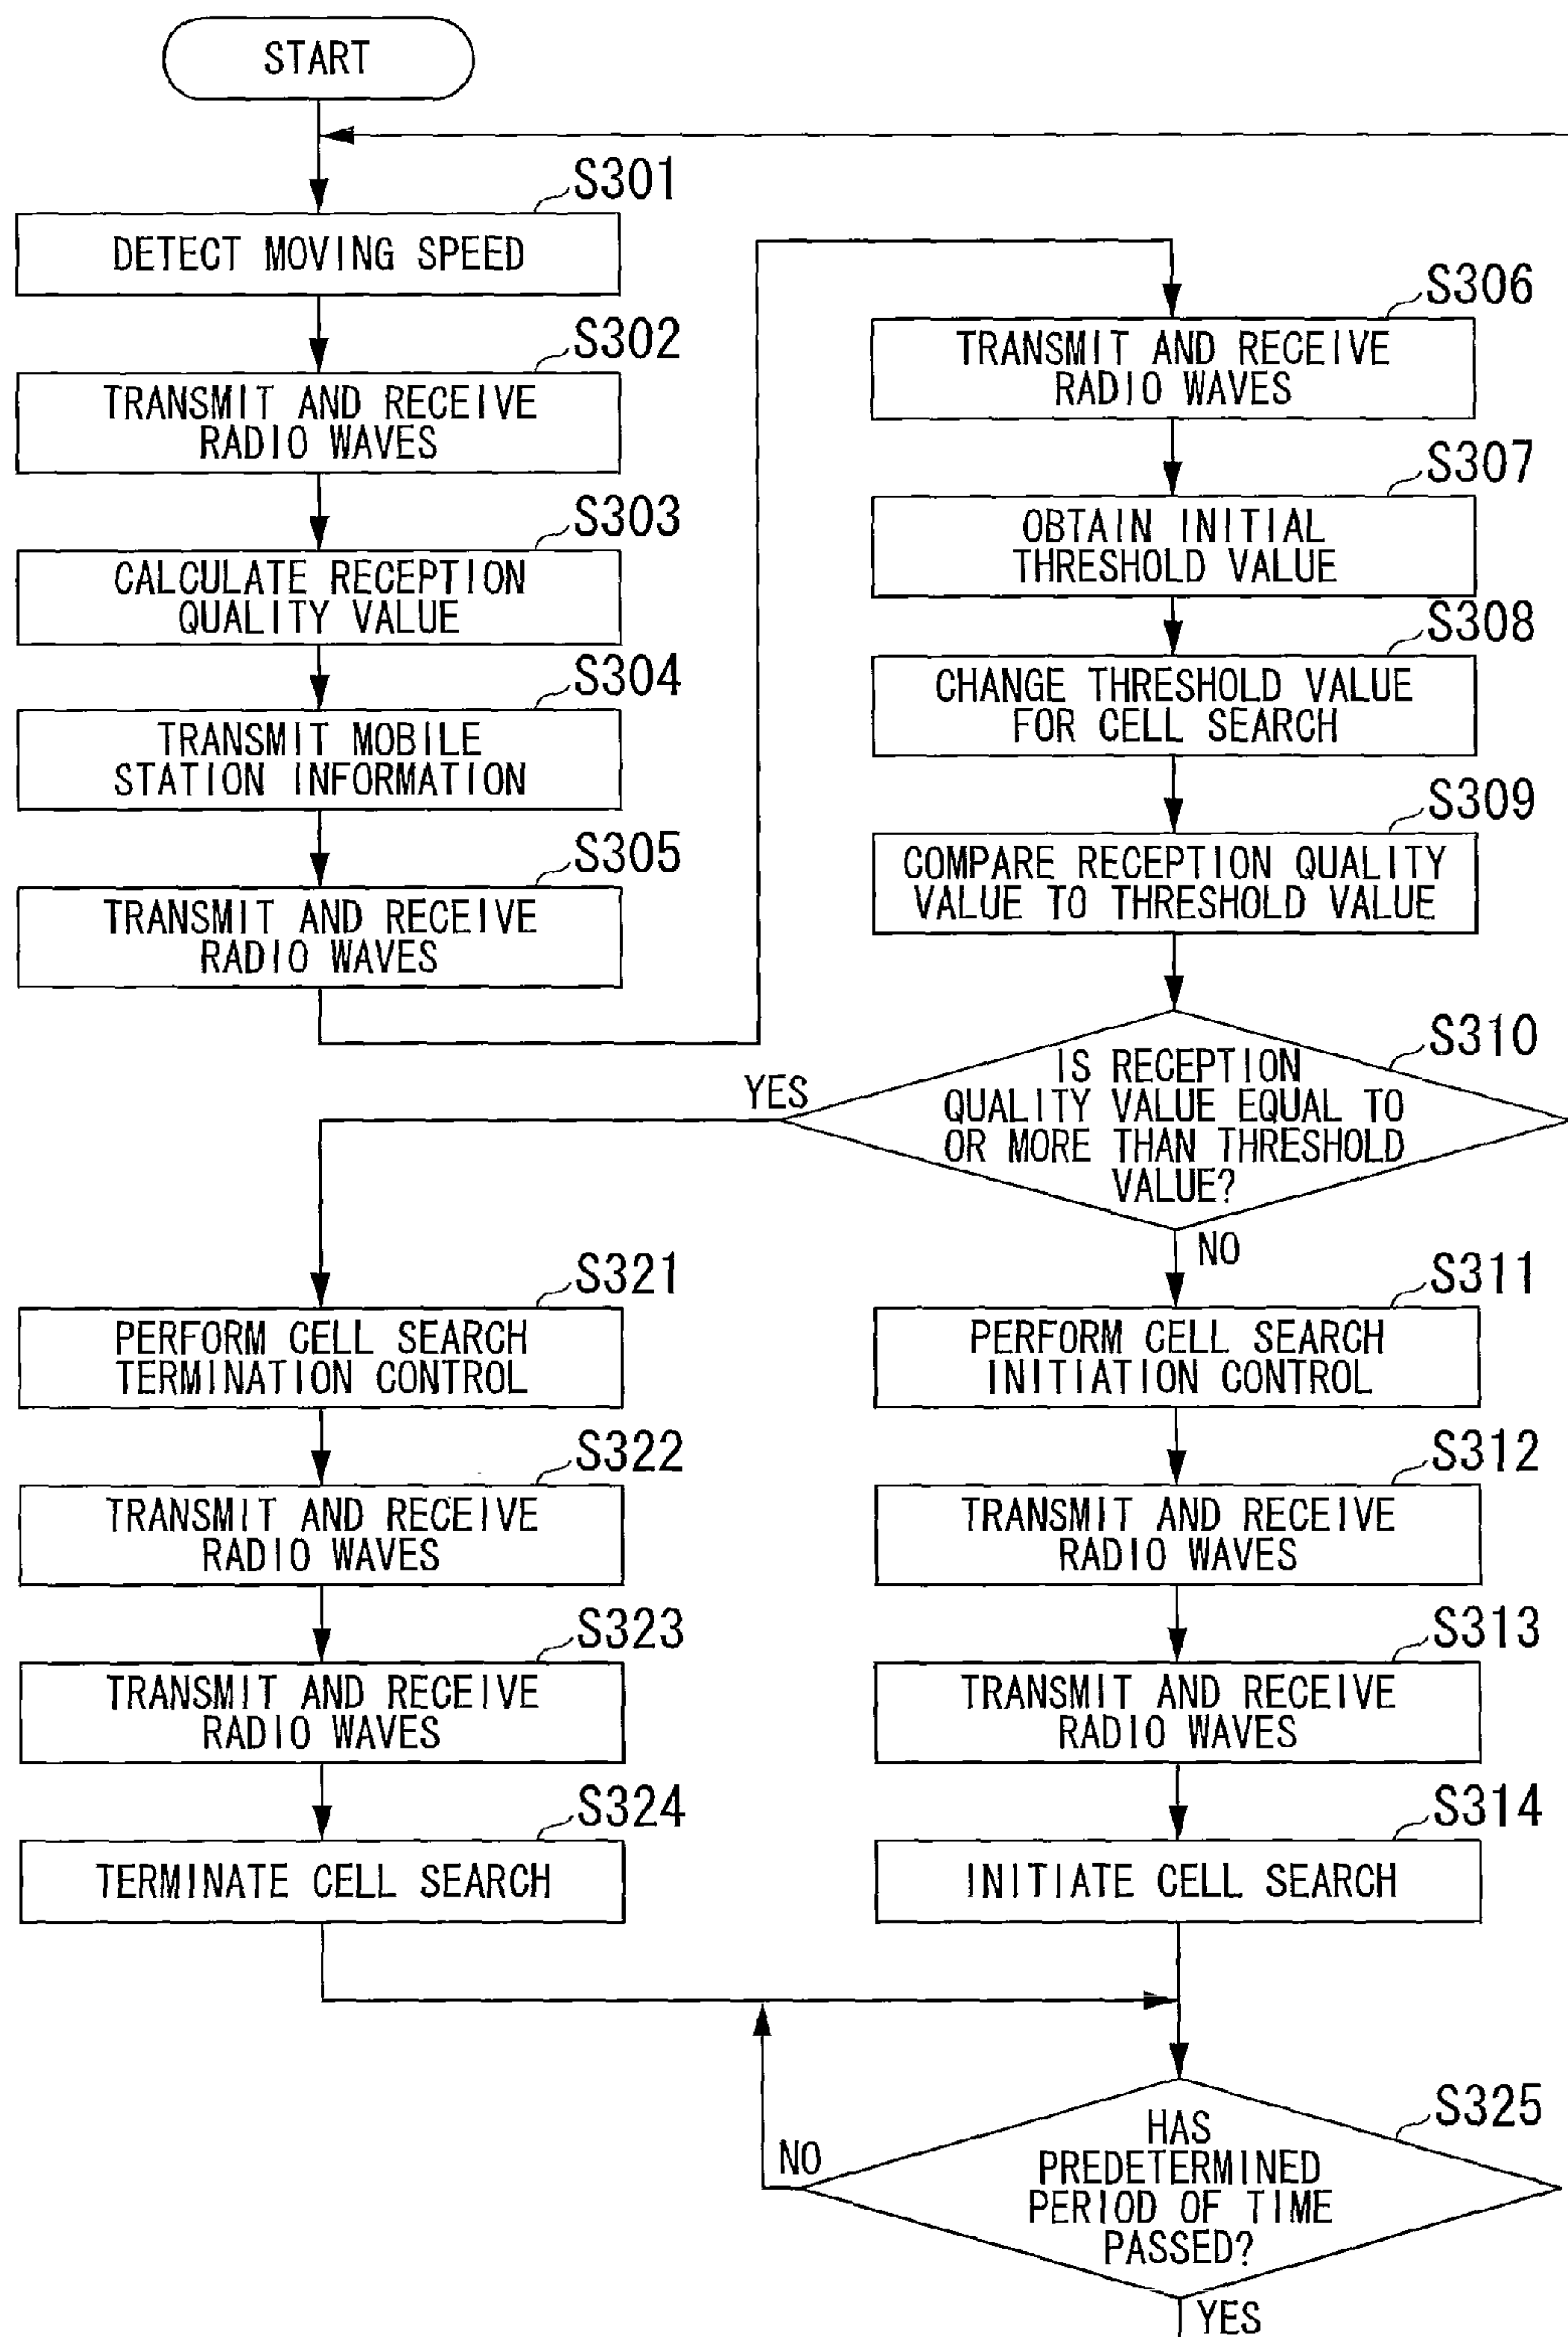 START
S301
DETECT MOVING SPEED
S302
TRANSMIT AND RECEIVE
RADIO WAVES
S303
CALCULATE RECEPTION
QUALITY VALUE
S304
TRANSMIT MOBILE
STATION INFORMATION
S305
TRANSMIT AND RECEIVE
RADIO WAVES
S306
TRANSMIT AND RECEIVE
RADIO WAVES
S307
OBTAIN INITIAL
THRESHOLD VALUE
S308
CHANGE THRESHOLD VALUE
FOR CELL SEARCH
S309
COMPARE RECEPTION QUALITY
VALUE TO THRESHOLD VALUE
S310
IS RECEPTION
QUALITY VALUE EQUAL TO
OR MORE THAN THRESHOLD
VALUE?
YES
NO
S321
PERFORM CELL SEARCH
TERMINATION CONTROL
S322
TRANSMIT AND RECEIVE
RADIO WAVES
S323
TRANSMIT AND RECEIVE
RADIO WAVES
S324
TERMINATE CELL SEARCH
S311
PERFORM CELL SEARCH
INITIATION CONTROL
S312
TRANSMIT AND RECEIVE
RADIO WAVES
S313
TRANSMIT AND RECEIVE
RADIO WAVES
S314
INITIATE CELL SEARCH
S325
HAS
PREDETERMINED
PERIOD OF TIME
PASSED?
NO
YES